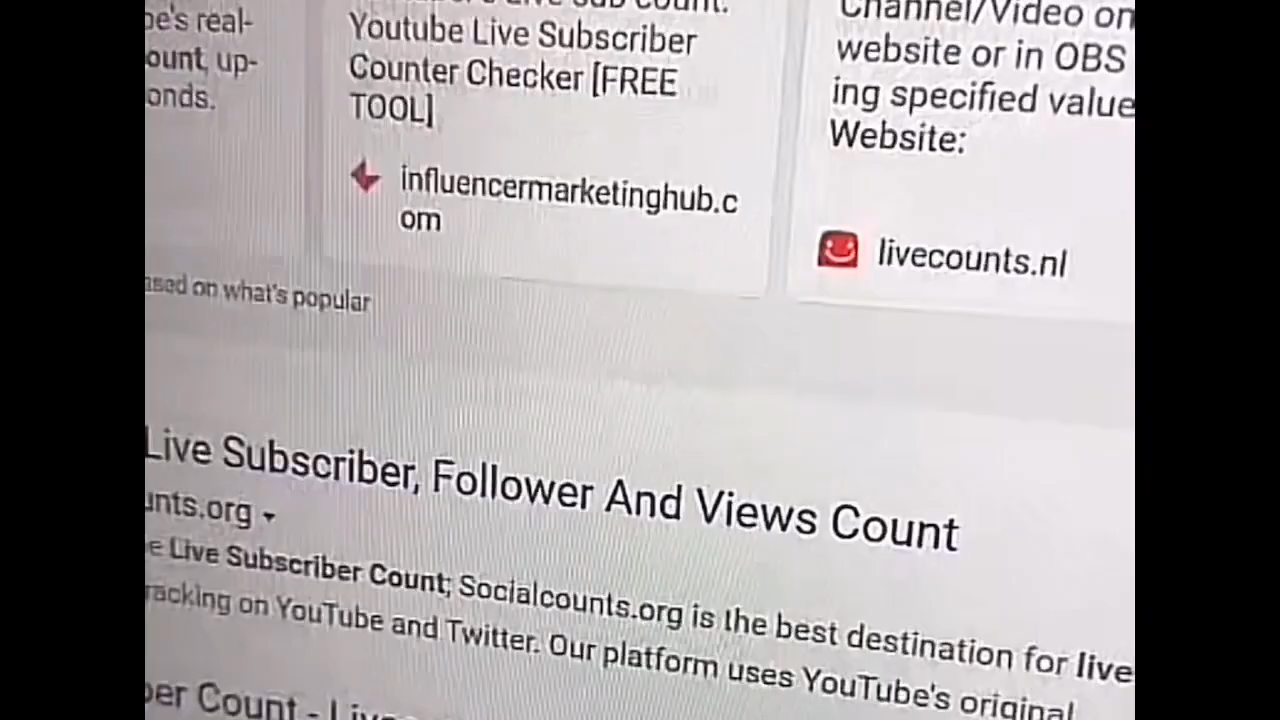 be's real-
ount, up-
onds.
Youtube Live Subscriber
Counter Checker [FREE
TOOL]
influencermarketinghub.c
om
Channel/Video on
website or in OBS
ing specified value
Website:
livecounts.nl
ased on what's popular
Live Subscriber, Follower And Views Count
unts.org
e Live Subscriber Count; Socialcounts.org is the best destination for live
racking on YouTube and Twitter. Our platform uses YouTube's original
ber Count - Live